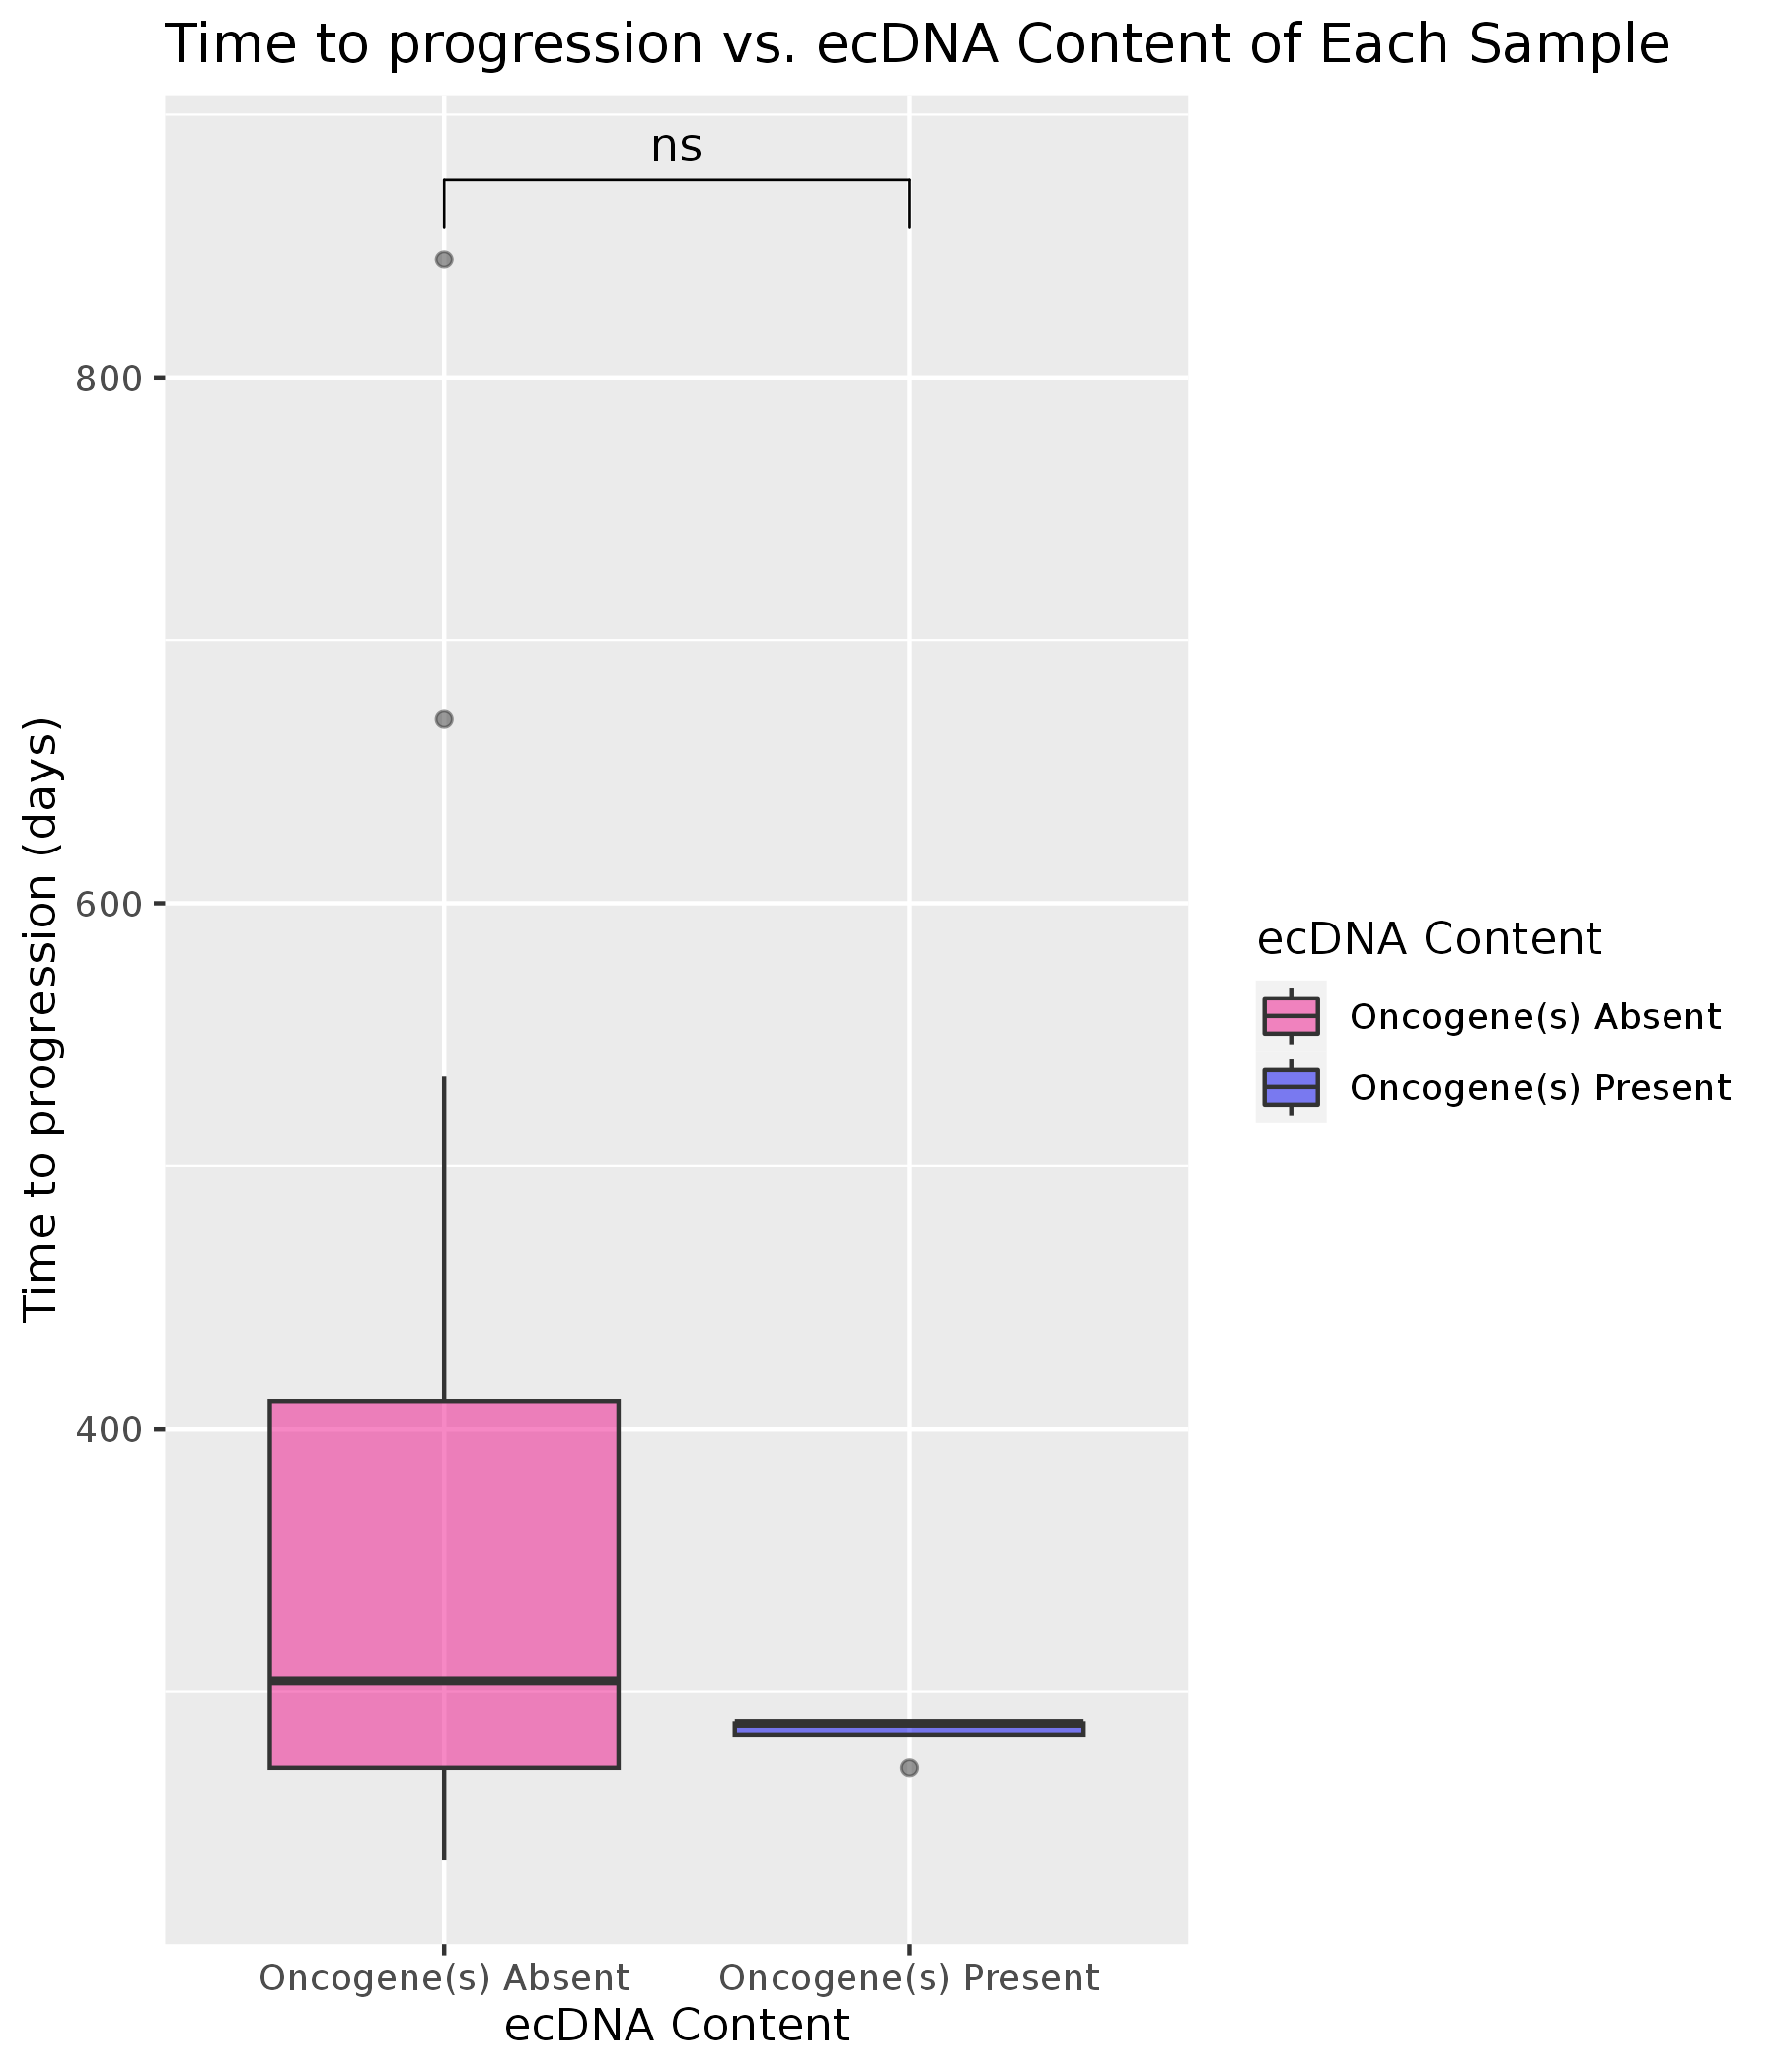 Time to progression vs. ecDNA Content of Each Sample
ns
800
600
400
Time to progression (days)
Oncogene(s) Absent
Oncogene(s) Present
ecDNA Content
ecDNA Content
Oncogene(s) Absent
Oncogene(s) Present